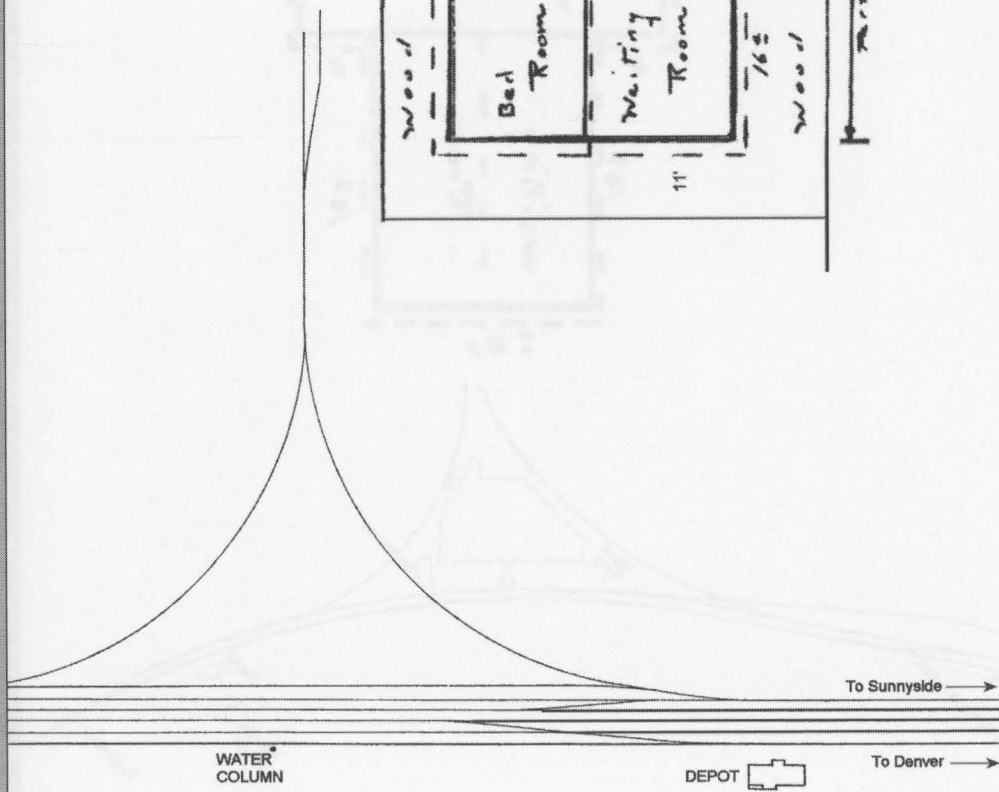 Wood
Bed
Room
Waiting
Room
16'
Wood
11'
To Sunnyside
To Denver
WATER
COLUMN
DEPOT